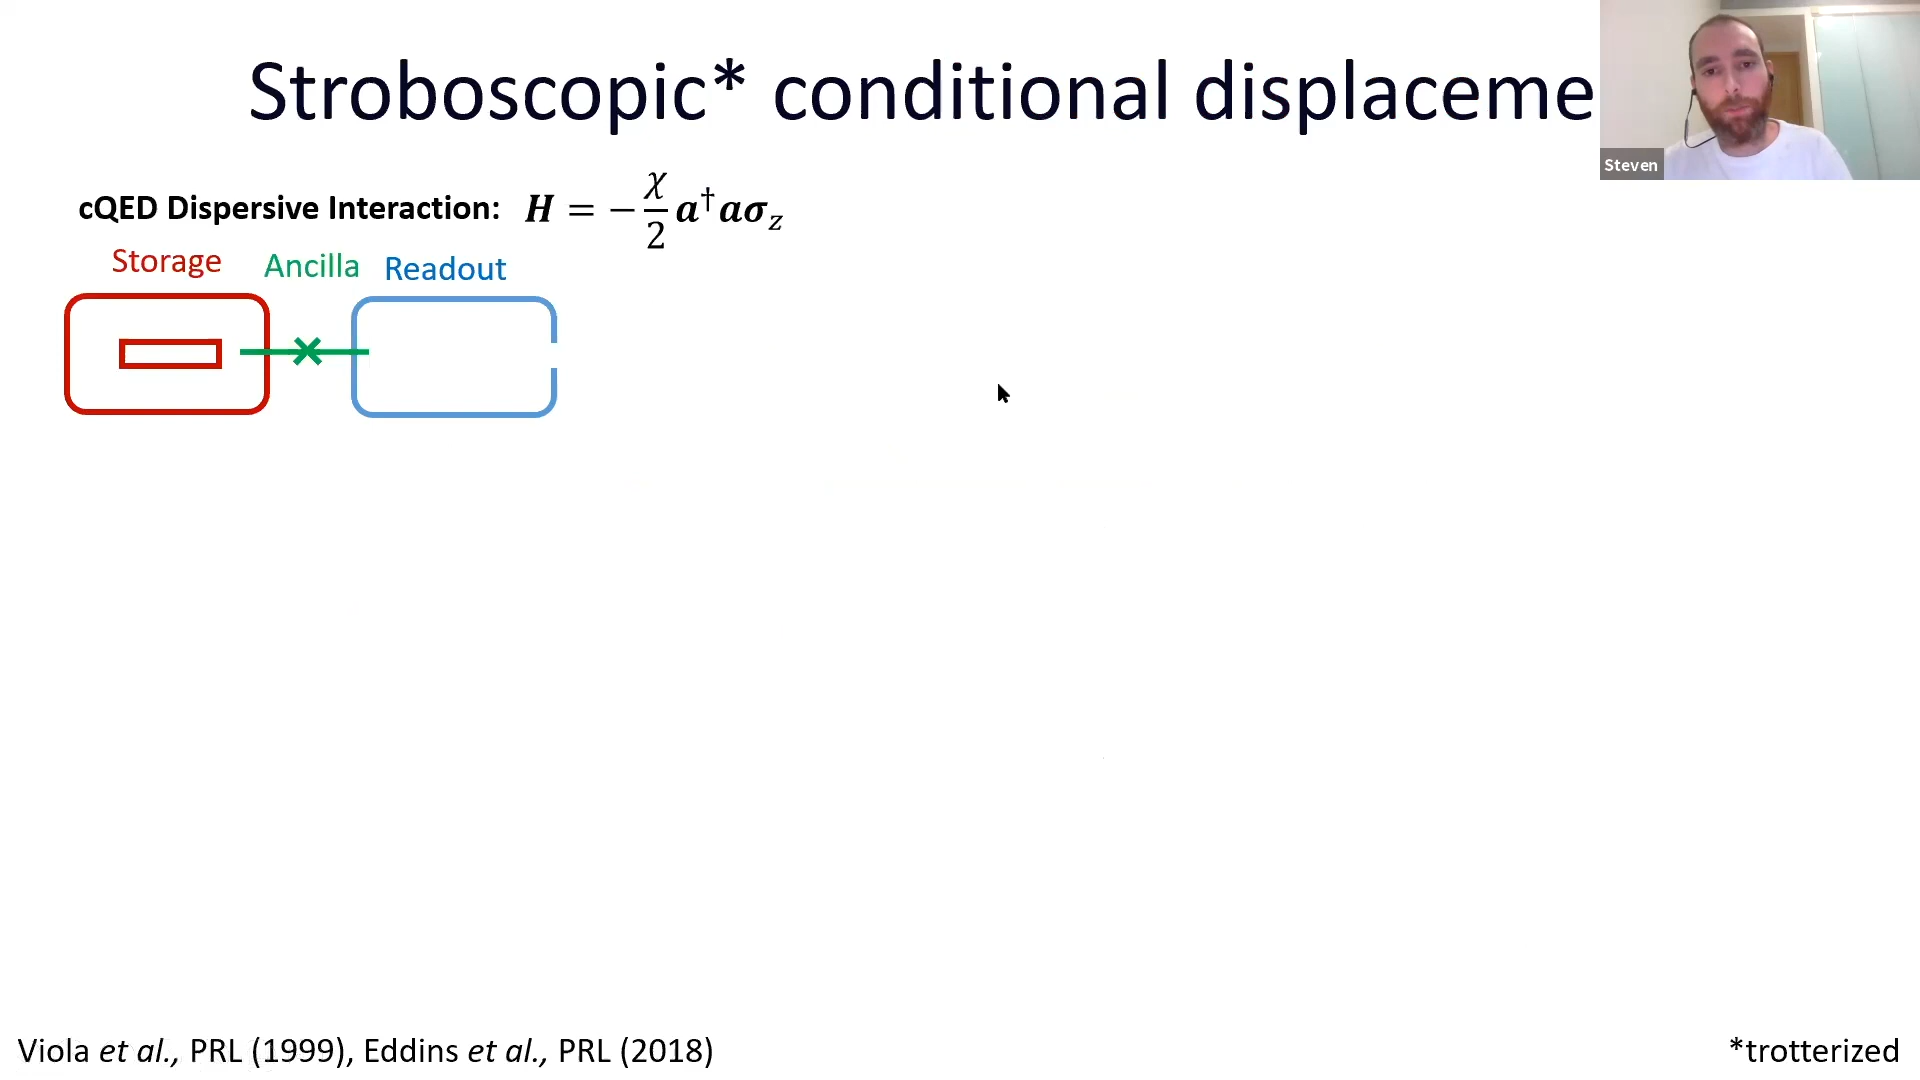 Stroboscopic* conditional displaceme
Steven
cQED Dispersive Interaction: H = −χ/2 a†aσz
Storage Ancilla Readout
Viola et al., PRL (1999), Eddins et al., PRL (2018)
*trotterized